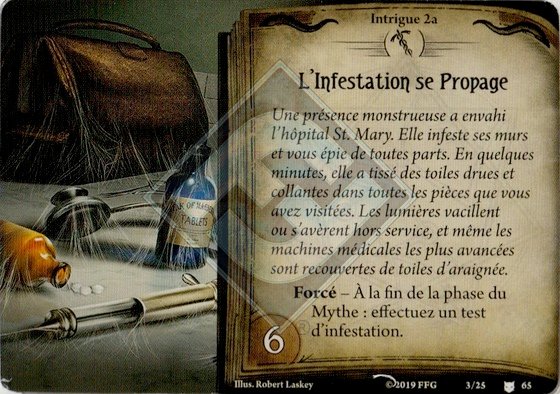 Intrigue 2a
L'Infestation se Propage
Une présence monstrueuse a envahi
l'hôpital St. Mary. Elle infeste ses murs
et vous épie de toutes parts. En quelques
minutes, elle a tissé des toiles drues et
collantes dans toutes les pièces que vous
avez visitées. Les lumières vacillent
ou s'avèrent hors service, et même les
machines médicales les plus avancées
sont recouvertes de toiles d'araignée.
Forcé – À la fin de la phase du
Mythe : effectuez un test
d'infestation.
6
OF
TABLETS
Illus. Robert Laskey
©2019 FFG
3/25
65